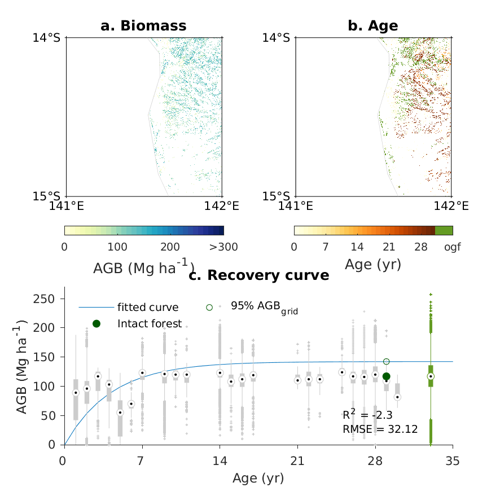 a. Biomass
b. Age
14°S
15°S
141°E
142°E
14°S
15°S
141°E
142°E
0 100 200 >300
AGB (Mg ha-1)
0 7 14 21 28 ogf
Age (yr)
c. Recovery curve
AGB (Mg ha-1)
250
200
150
100
50
0
fitted curve
95% AGBgrid
Intact forest
R2 = -2.3
RMSE = 32.12
0 7 14 21 28 35
Age (yr)